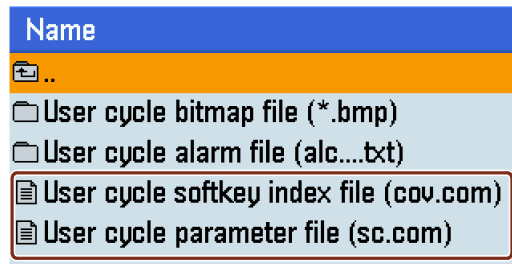 Name
..
User cycle bitmap file (*.bmp)
User cycle alarm file (alc....txt)
User cycle softkey index file (cov.com)
User cycle parameter file (sc.com)